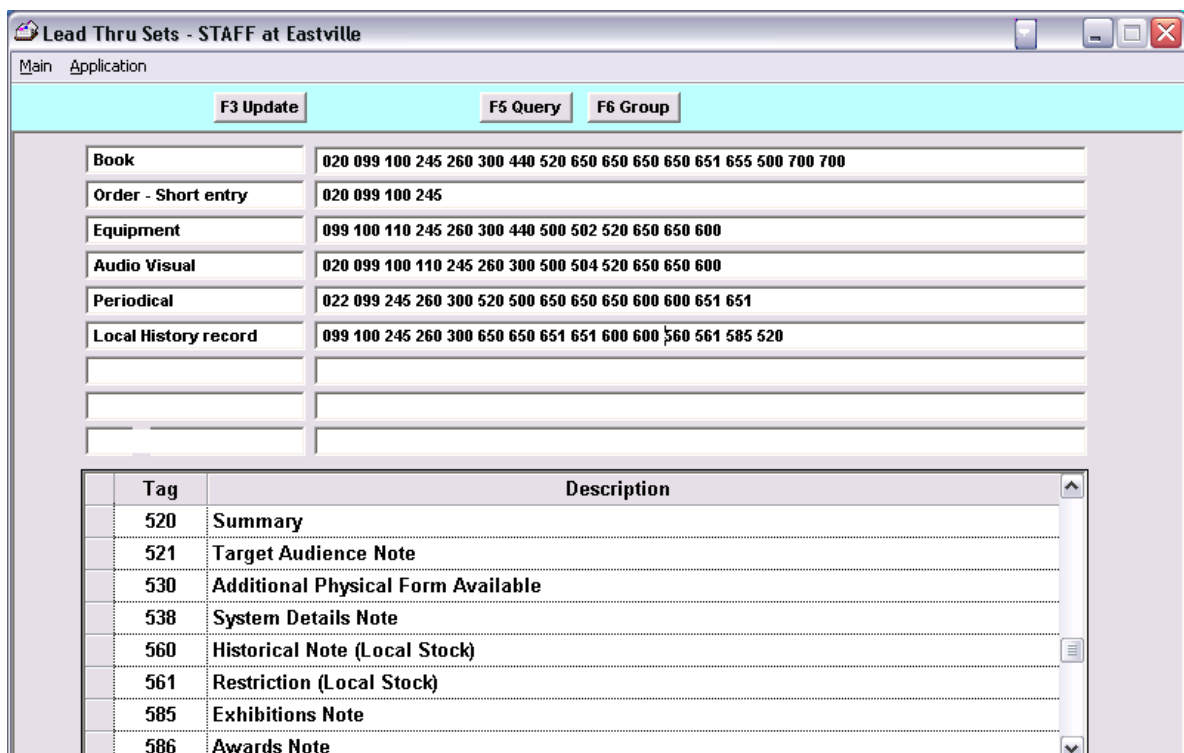 Lead Thru Sets - STAFF at Eastville
Main Application
F3 Update F5 Query F6 Group
Book 020 099 100 245 260 300 440 520 650 650 650 650 651 655 500 700 700
Order - Short entry 020 099 100 245
Equipment 099 100 110 245 260 300 440 500 502 520 650 650 600
Audio Visual 020 099 100 110 245 260 300 500 504 520 650 650 600
Periodical 022 099 245 260 300 520 500 650 650 650 600 600 651 651
Local History record 099 100 245 260 300 650 650 651 651 600 600 560 561 585 520
Tag Description
520 Summary
521 Target Audience Note
530 Additional Physical Form Available
538 System Details Note
560 Historical Note (Local Stock)
561 Restriction (Local Stock)
585 Exhibitions Note
586 Awards Note